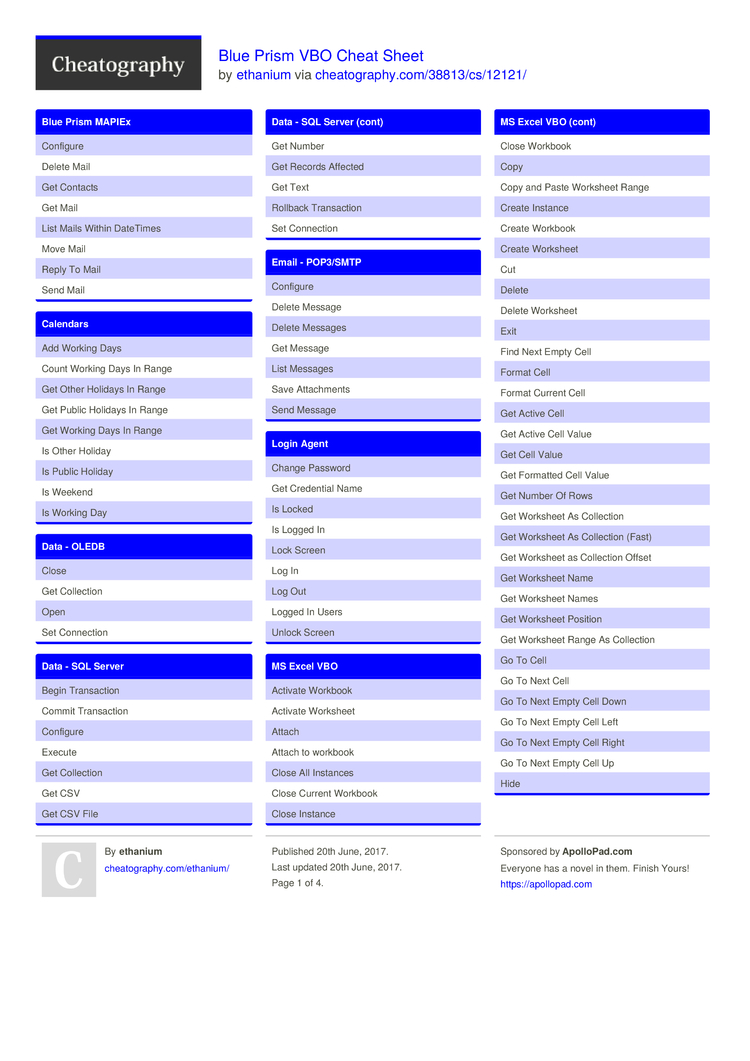 Cheatography
Blue Prism VBO Cheat Sheet
by ethanium via cheatography.com/38813/cs/12121/
Blue Prism MAPIEx
Configure
Delete Mail
Get Contacts
Get Mail
List Mails Within DateTimes
Move Mail
Reply To Mail
Send Mail
Calendars
Add Working Days
Count Working Days In Range
Get Other Holidays In Range
Get Public Holidays In Range
Get Working Days In Range
Is Other Holiday
Is Public Holiday
Is Weekend
Is Working Day
Data - OLEDB
Close
Get Collection
Open
Set Connection
Data - SQL Server
Begin Transaction
Commit Transaction
Configure
Execute
Get Collection
Get CSV
Get CSV File
Data - SQL Server (cont)
Get Number
Get Records Affected
Get Text
Rollback Transaction
Set Connection
Email - POP3/SMTP
Configure
Delete Message
Delete Messages
Get Message
List Messages
Save Attachments
Send Message
Login Agent
Change Password
Get Credential Name
Is Locked
Is Logged In
Lock Screen
Log In
Log Out
Logged In Users
Unlock Screen
MS Excel VBO
Activate Workbook
Activate Worksheet
Attach
Attach to workbook
Close All Instances
Close Current Workbook
Close Instance
MS Excel VBO (cont)
Close Workbook
Copy
Copy and Paste Worksheet Range
Create Instance
Create Workbook
Create Worksheet
Cut
Delete
Delete Worksheet
Exit
Find Next Empty Cell
Format Cell
Format Current Cell
Get Active Cell
Get Active Cell Value
Get Cell Value
Get Formatted Cell Value
Get Number Of Rows
Get Worksheet As Collection
Get Worksheet As Collection (Fast)
Get Worksheet as Collection Offset
Get Worksheet Name
Get Worksheet Names
Get Worksheet Position
Get Worksheet Range As Collection
Go To Cell
Go To Next Cell
Go To Next Empty Cell Down
Go To Next Empty Cell Left
Go To Next Empty Cell Right
Go To Next Empty Cell Up
Hide
C
By ethanium
cheatography.com/ethanium/
Published 20th June, 2017.
Last updated 20th June, 2017.
Page 1 of 4.
Sponsored by ApolloPad.com
Everyone has a novel in them. Finish Yours!
https://apollopad.com